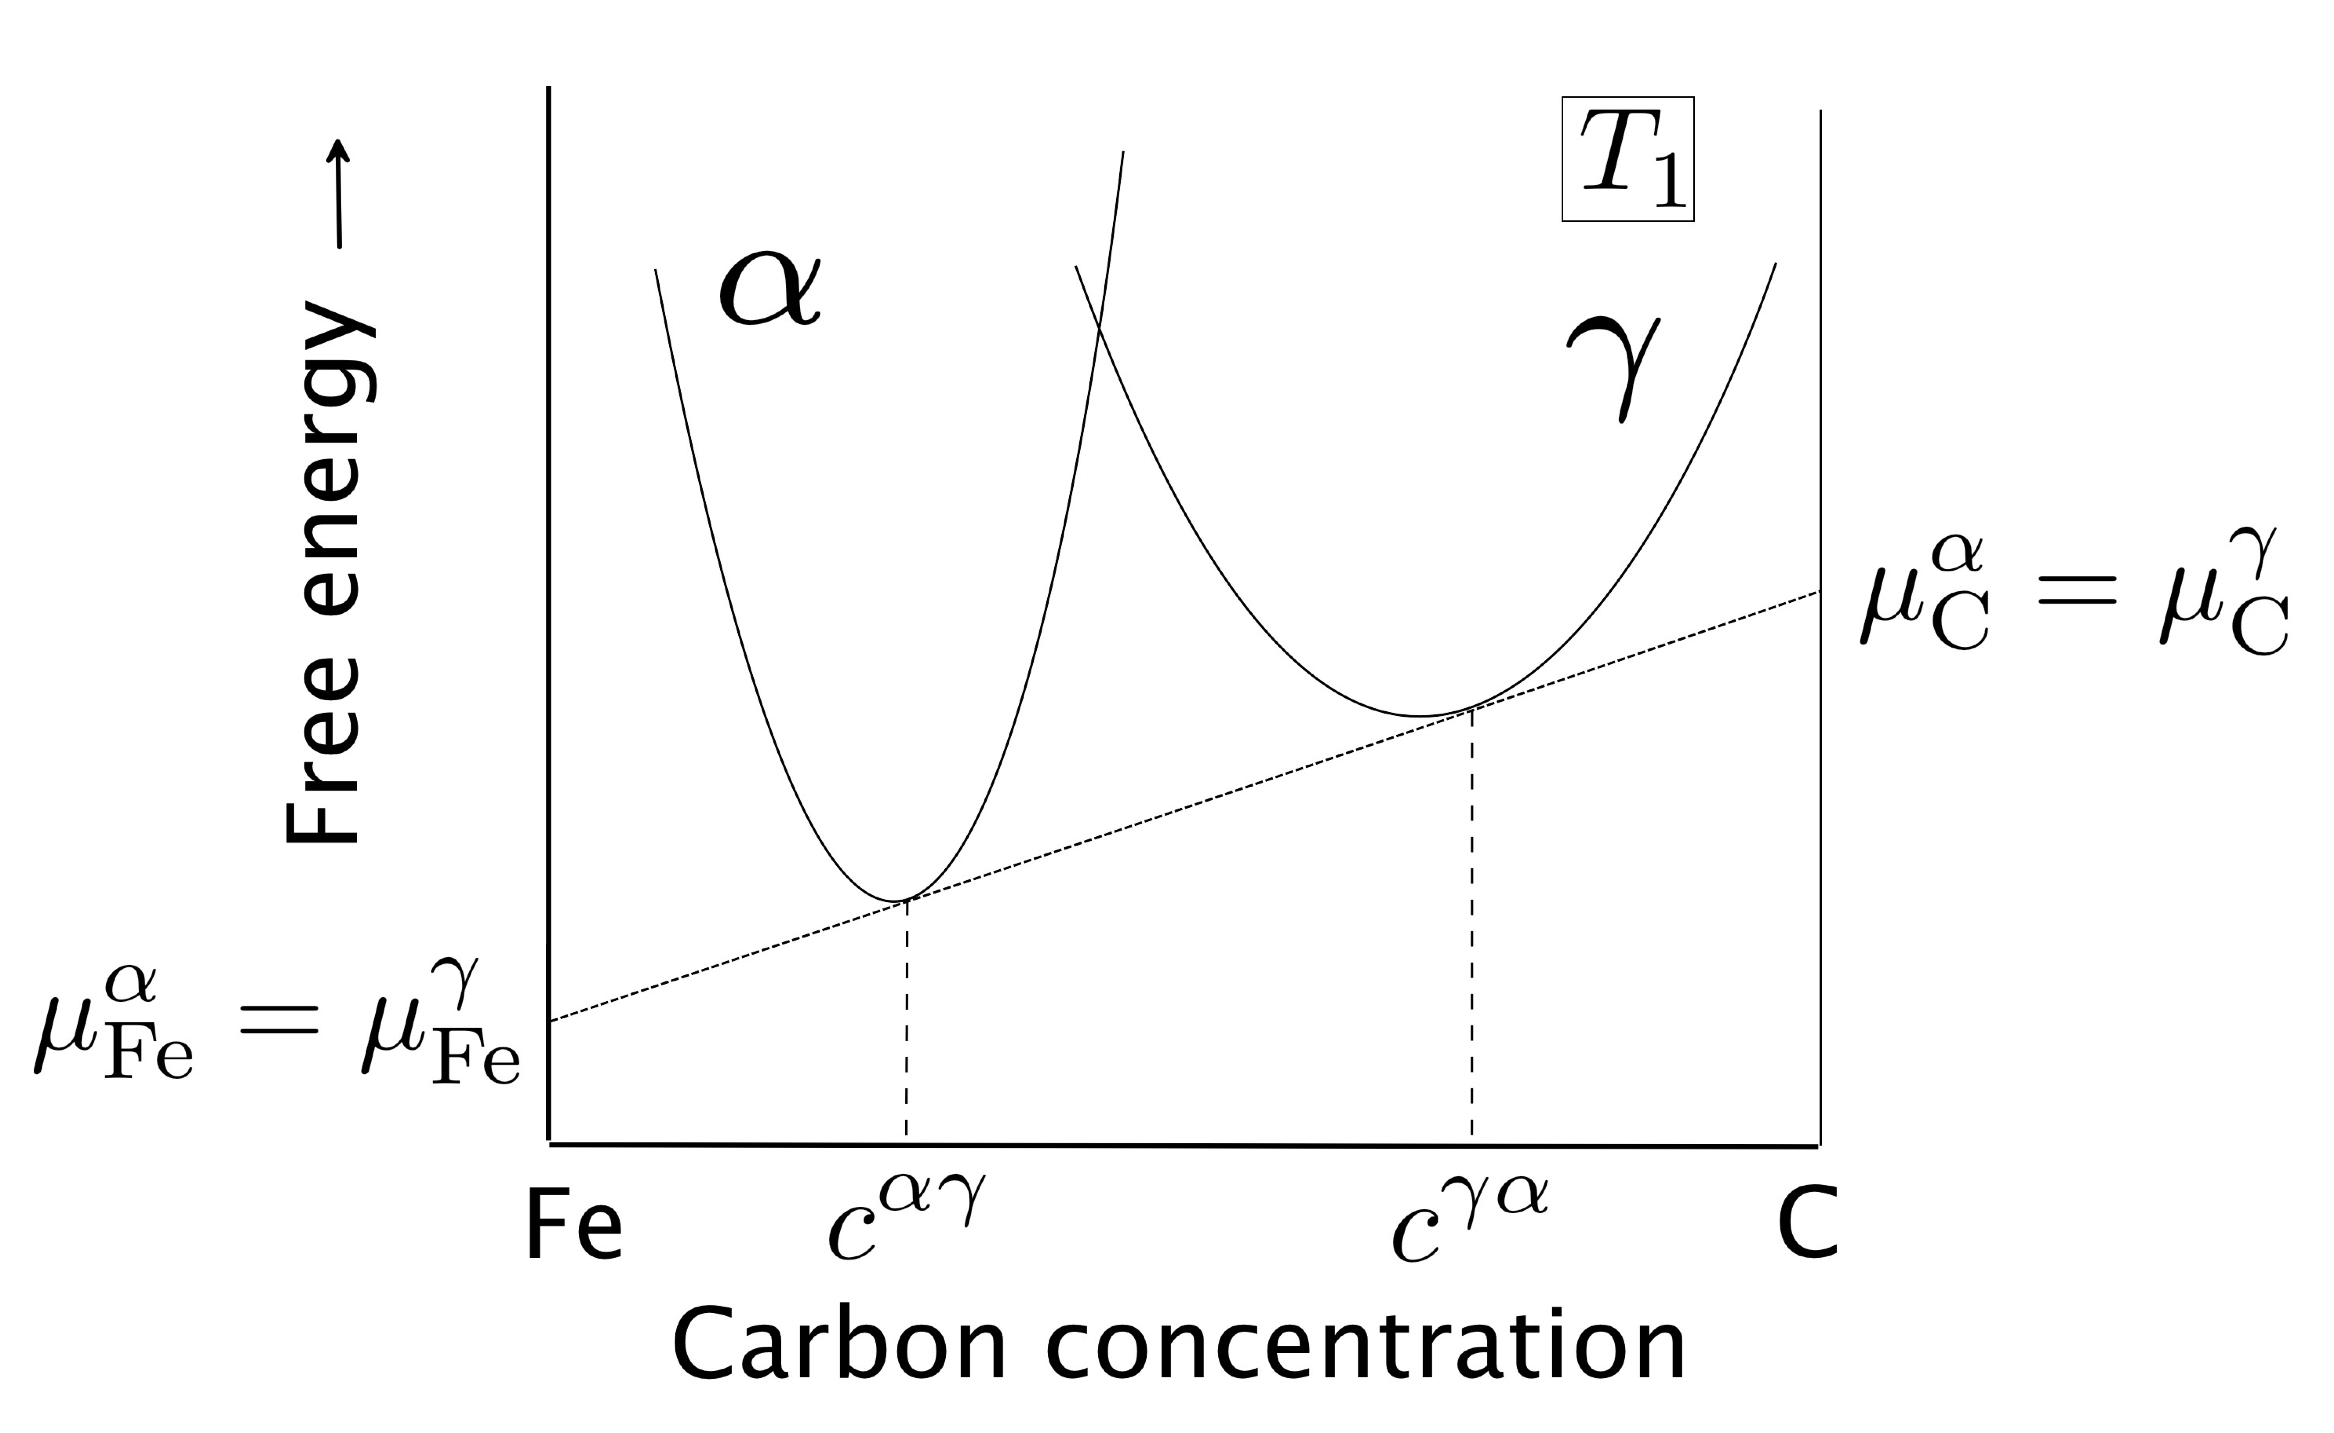 T₁
α
γ
Free energy
μ_C^α = μ_C^γ
μ_Fe^α = μ_Fe^γ
Fe
c^αγ
c^γα
C
Carbon concentration